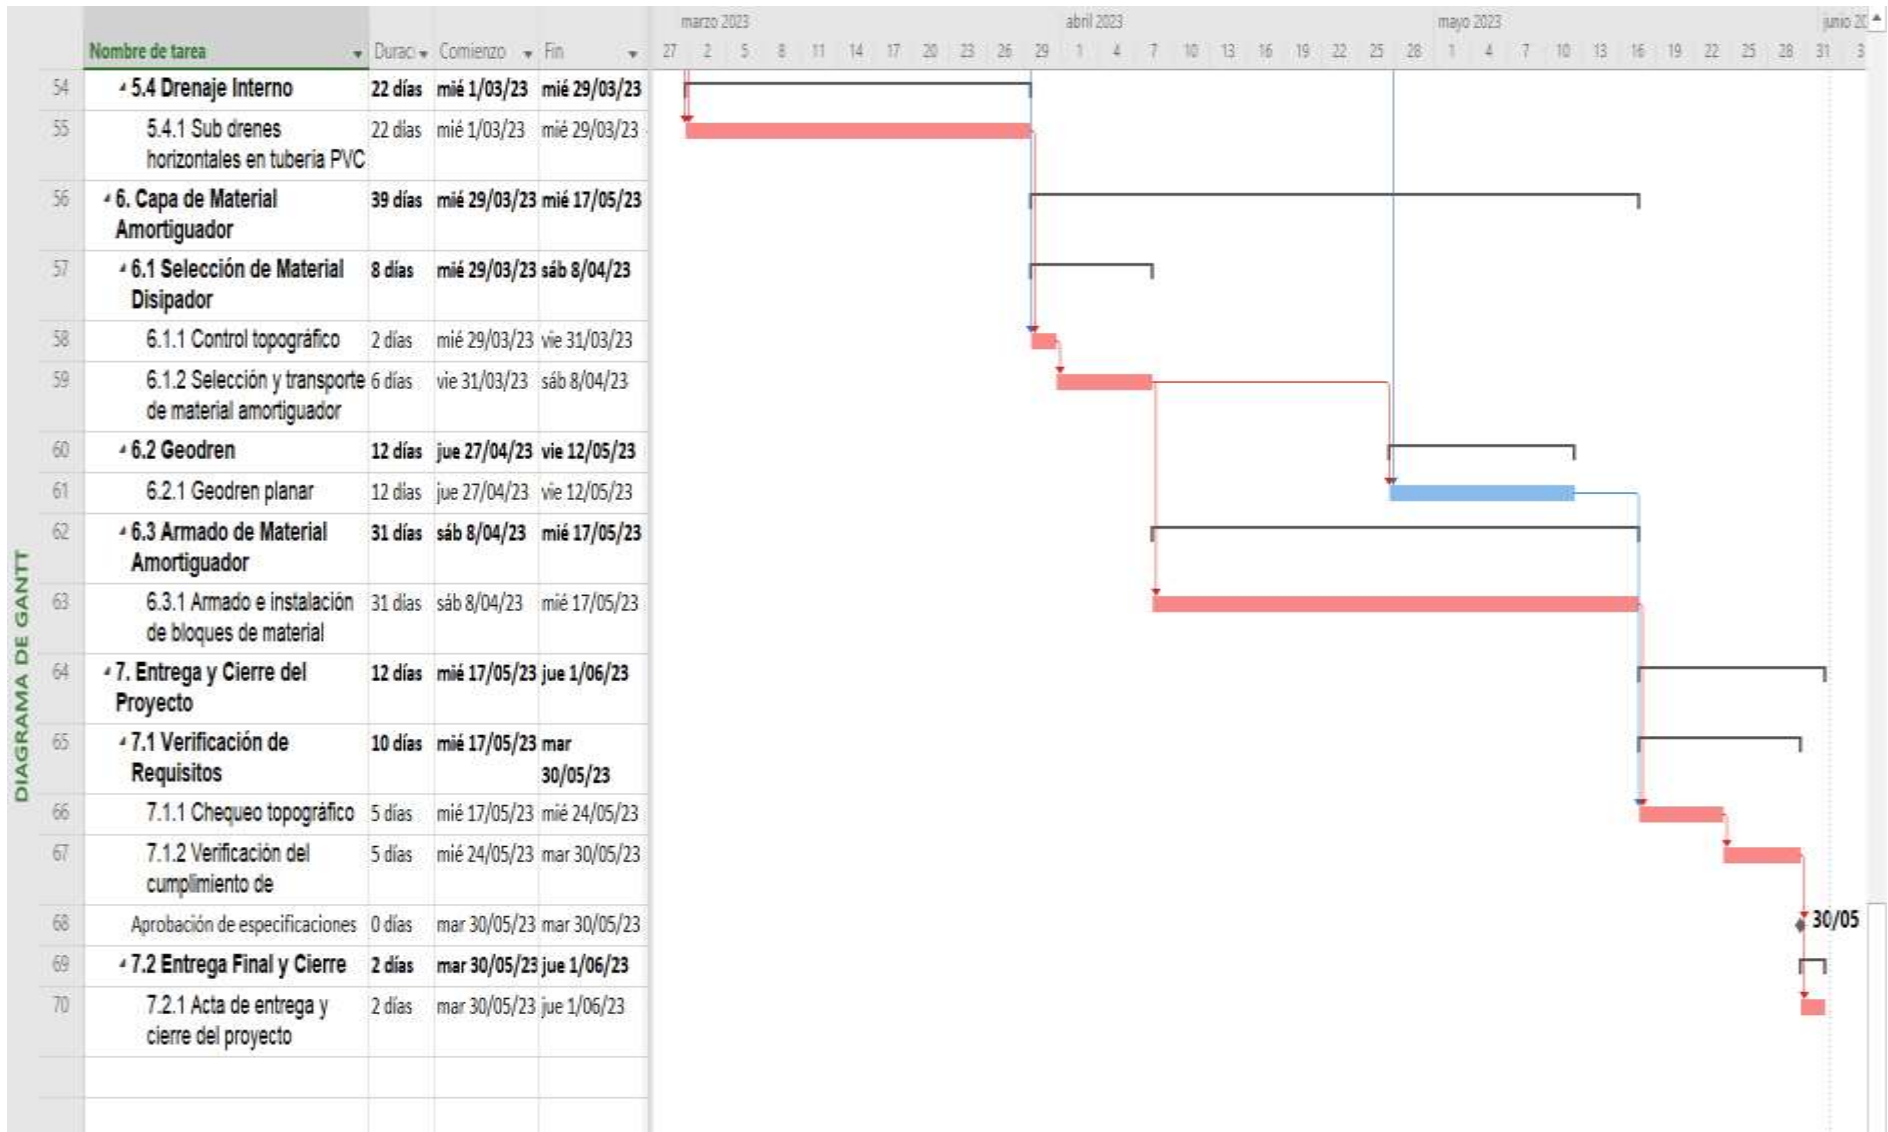 marzo 2023 abril 2023 mayo 2023 junio 20
Nombre de tarea Duraci Comienzo Fin 27 2 5 8 11 14 17 20 23 26 29 1 4 7 10 13 16 19 22 25 28 1 4 7 10 13 16 19 22 25 28 31 3
54 5.4 Drenaje Interno 22 días mié 1/03/23 mié 29/03/23
55 5.4.1 Sub drenes 22 días mié 1/03/23 mié 29/03/23
horizontales en tuberia PVC
56 6. Capa de Material 39 días mié 29/03/23 mié 17/05/23
Amortiguador
57 6.1 Selección de Material 8 días mié 29/03/23 sáb 8/04/23
Disipador
58 6.1.1 Control topográfico 2 días mié 29/03/23 vie 31/03/23
59 6.1.2 Selección y transporte 6 días vie 31/03/23 sáb 8/04/23
de material amortiguador
60 6.2 Geodren 12 días jue 27/04/23 vie 12/05/23
61 6.2.1 Geodren planar 12 días jue 27/04/23 vie 12/05/23
62 6.3 Armado de Material 31 días sáb 8/04/23 mié 17/05/23
Amortiguador
63 6.3.1 Armado e instalación 31 días sáb 8/04/23 mié 17/05/23
de bloques de material
64 7. Entrega y Cierre del 12 días mié 17/05/23 jue 1/06/23
Proyecto
65 7.1 Verificación de 10 días mié 17/05/23 mar
Requisitos 30/05/23
66 7.1.1 Chequeo topográfico 5 días mié 17/05/23 mié 24/05/23
67 7.1.2 Verificación del 5 días mié 24/05/23 mar 30/05/23
cumplimiento de
68 Aprobación de especificaciones 0 días mar 30/05/23 mar 30/05/23 30/05
69 7.2 Entrega Final y Cierre 2 días mar 30/05/23 jue 1/06/23
70 7.2.1 Acta de entrega y 2 días mar 30/05/23 jue 1/06/23
cierre del proyecto
DIAGRAMA DE GANTT